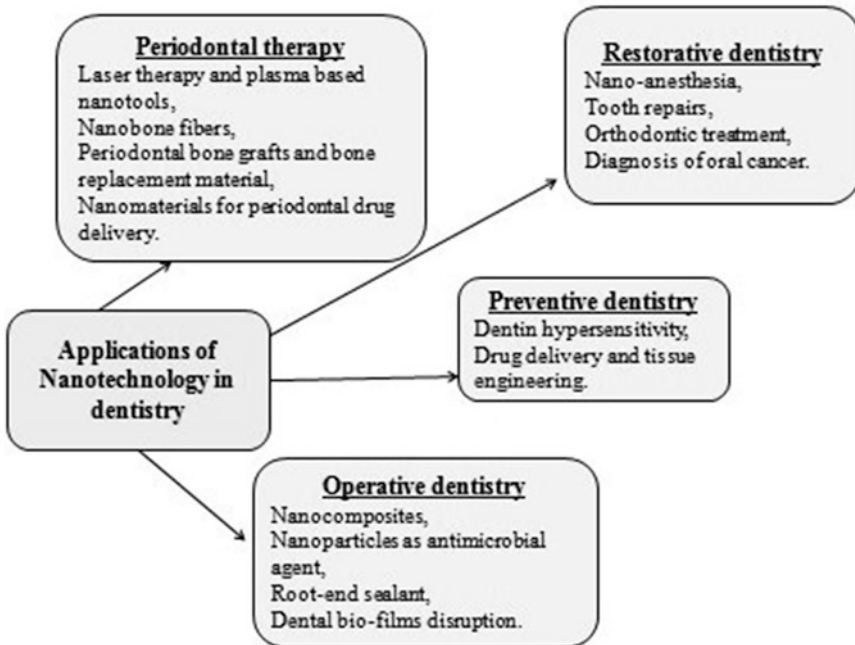 Periodontal therapy
Laser therapy and plasma based
nanotools,
Nanobone fibers,
Periodontal bone grafts and bone
replacement material,
Nanomaterials for periodontal drug
delivery.
Restorative dentistry
Nano-anesthesia,
Tooth repairs,
Orthodontic treatment,
Diagnosis of oral cancer.
Applications of
Nanotechnology in
dentistry
Preventive dentistry
Dentin hypersensitivity,
Drug delivery and tissue
engineering.
Operative dentistry
Nanocomposites,
Nanoparticles as antimicrobial
agent,
Root-end sealant,
Dental bio-films disruption.